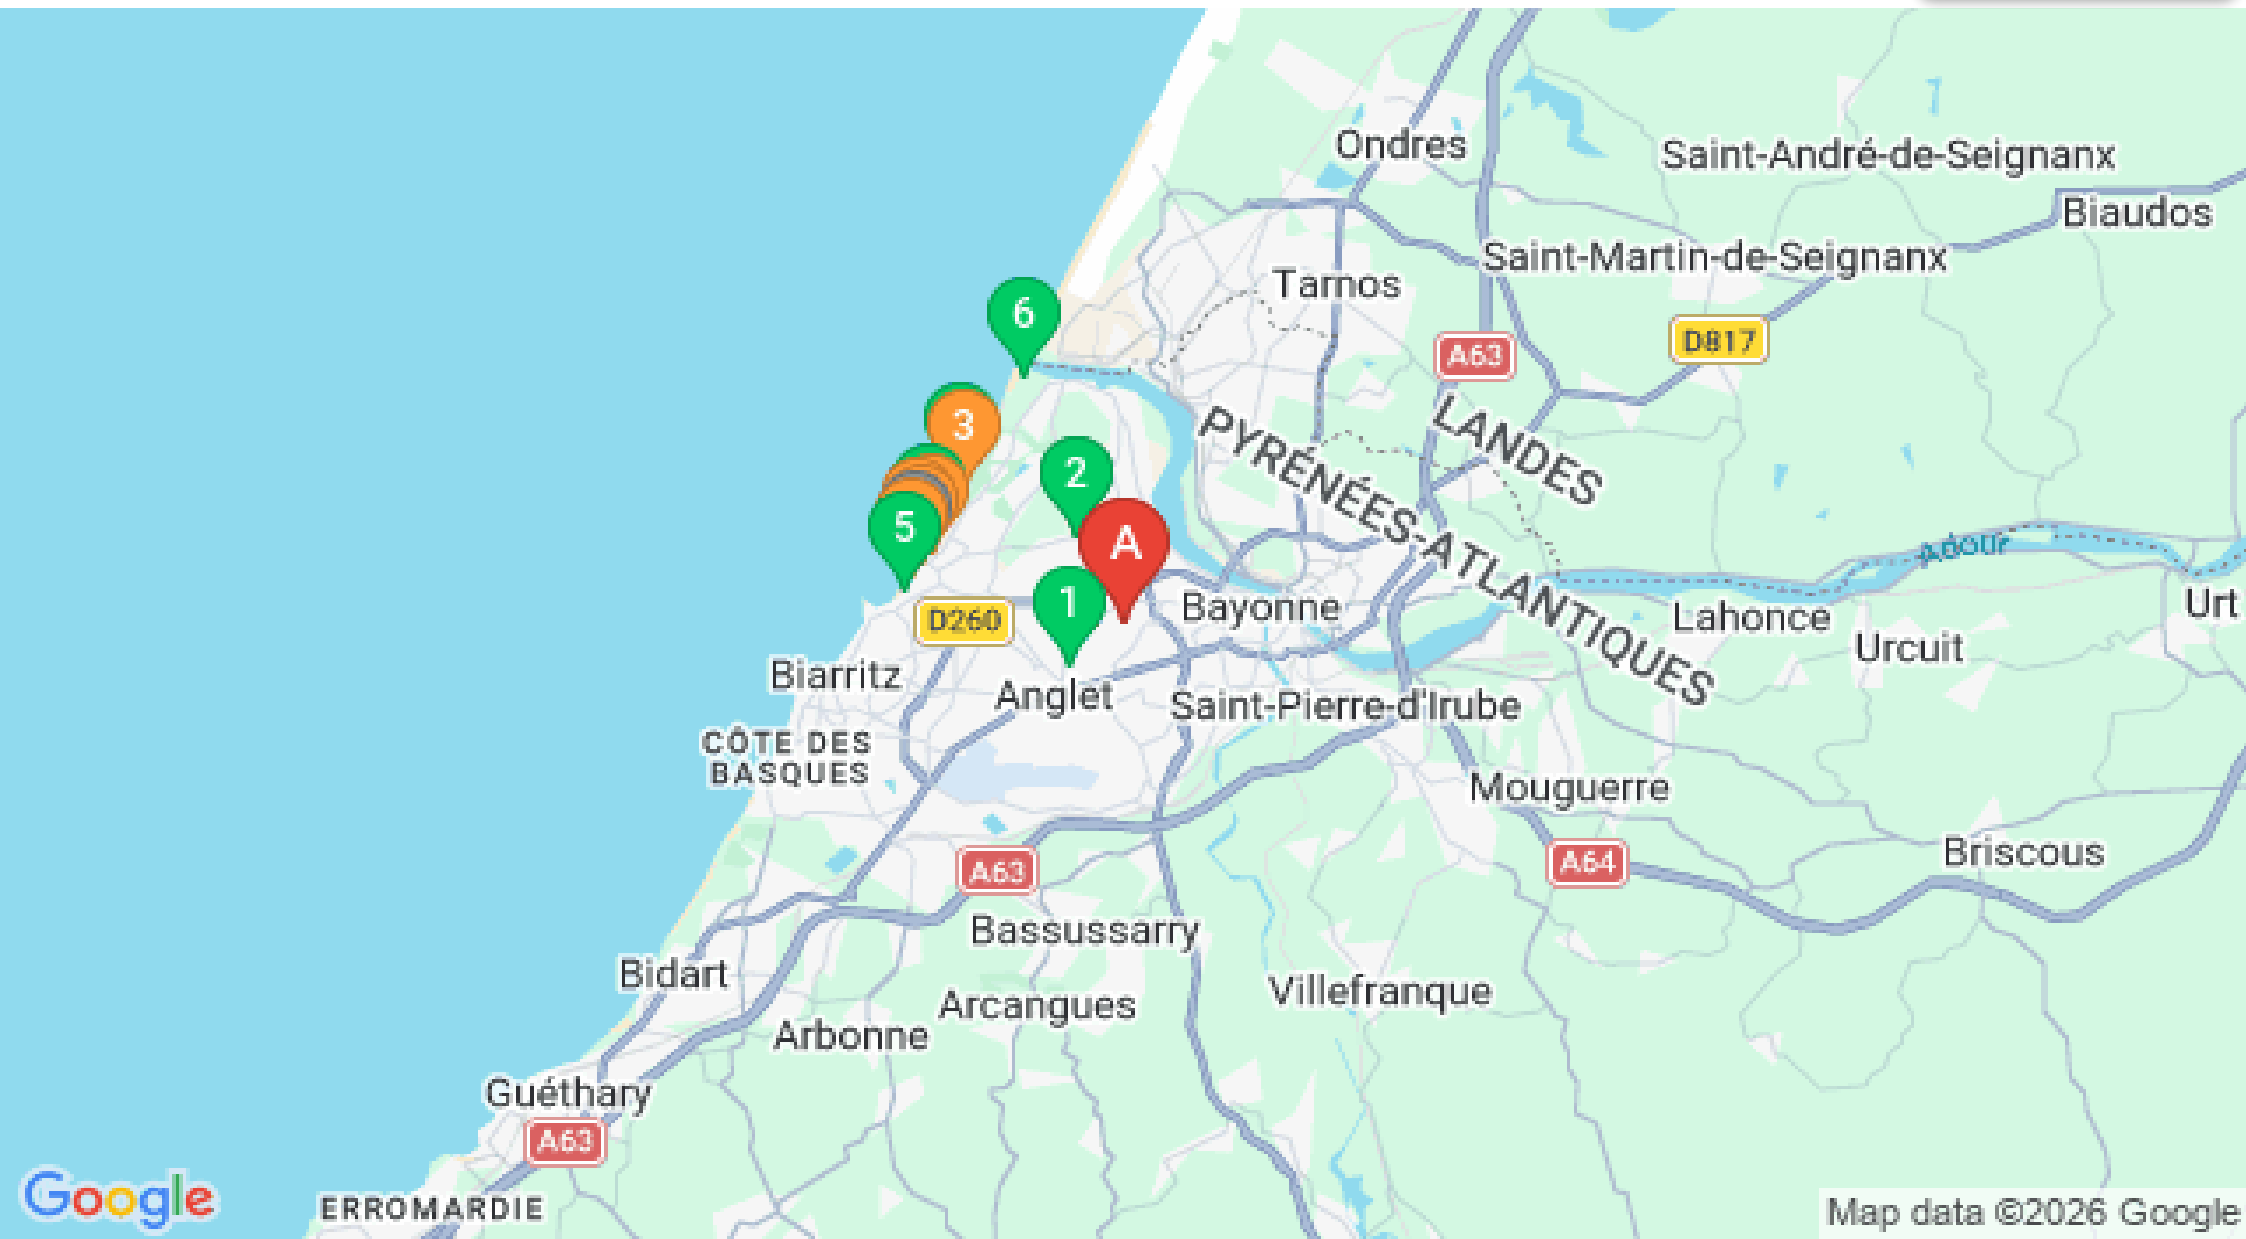 Ondres
Saint-André-de-Seignanx
Biaudos
Saint-Martin-de-Seignanx
Tarnos
6
D817
A63
3
LANDES
PYRÉNÉES-ATLANTIQUES
2
5
A
Adour
1
Bayonne
Urt
D260
Lahonce
Urcuit
Biarritz
Anglet
Saint-Pierre-d'Irube
CÔTE DES
BASQUES
Mouguerre
Briscous
A63
A64
Bassussarry
Bidart
Villefranque
Arcangues
Arbonne
Guéthary
A63
Google
ERROMARDIE
Map data ©2026 Google